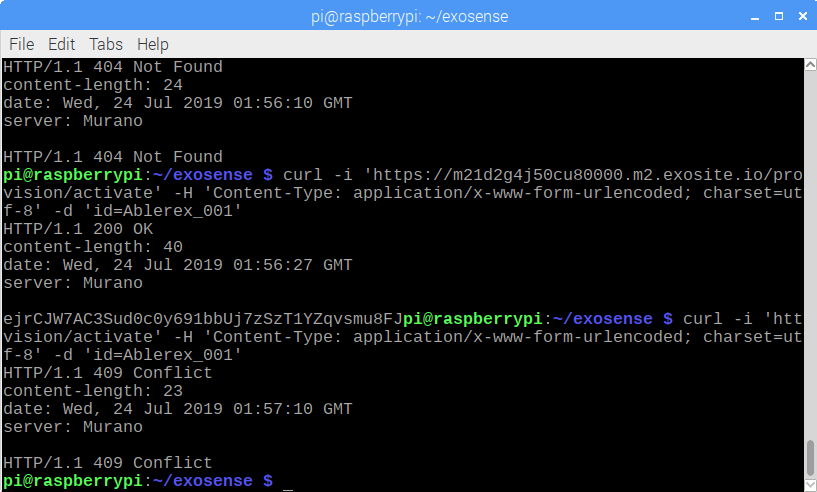 pi@raspberrypi: ~/exosense
File Edit Tabs Help
HTTP/1.1 404 Not Found
content-length: 24
date: Wed, 24 Jul 2019 01:56:10 GMT
server: Murano
HTTP/1.1 404 Not Found
pi@raspberrypi:~/exosense $ curl -i 'https://m21d2g4j50cu80000.m2.exosite.io/pro
vision/activate' -H 'Content-Type: application/x-www-form-urlencoded; charset=ut
f-8' -d 'id=Ablerex_001'
HTTP/1.1 200 OK
content-length: 40
date: Wed, 24 Jul 2019 01:56:27 GMT
server: Murano
ejrCJW7AC3Sud0c0y691bbUj7zSzT1YZqvsmu8FJpi@raspberrypi:~/exosense $ curl -i 'htt
vision/activate' -H 'Content-Type: application/x-www-form-urlencoded; charset=ut
f-8' -d 'id=Ablerex_001'
HTTP/1.1 409 Conflict
content-length: 23
date: Wed, 24 Jul 2019 01:57:10 GMT
server: Murano
HTTP/1.1 409 Conflict
pi@raspberrypi:~/exosense $ _